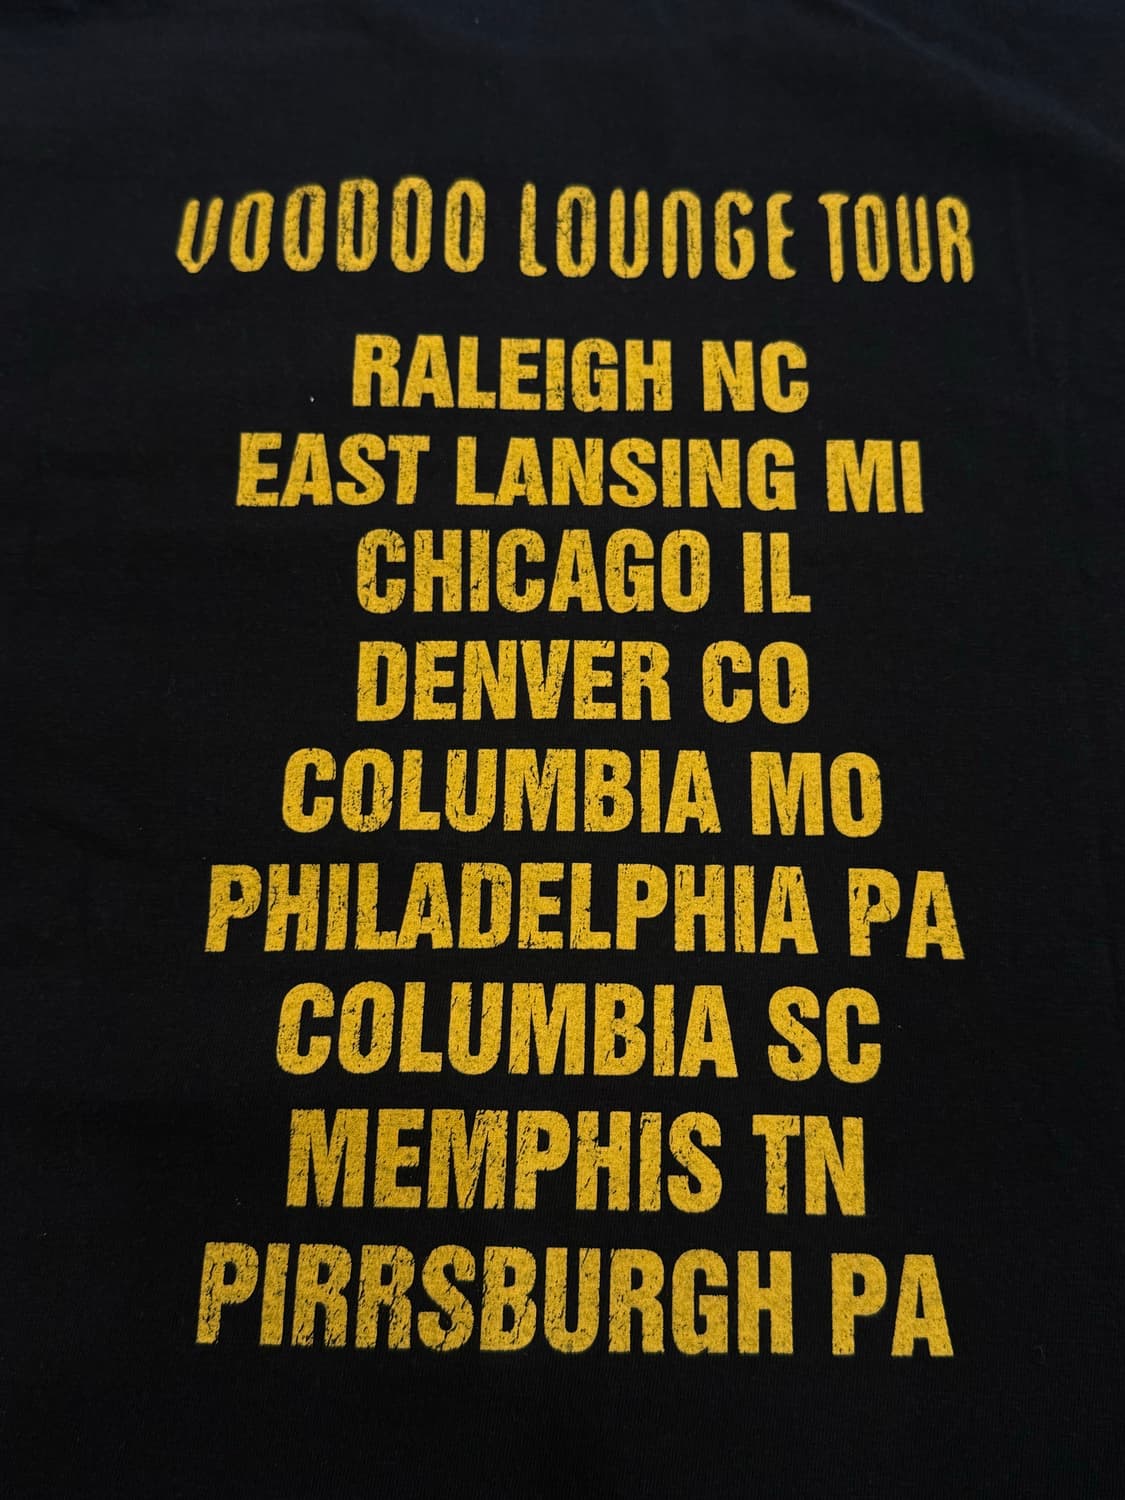 VOODOO LOUNGE TOUR
RALEIGH NC
EAST LANSING MI
CHICAGO IL
DENVER CO
COLUMBIA MO
PHILADELPHIA PA
COLUMBIA SC
MEMPHIS TN
PIRRSBURGH PA